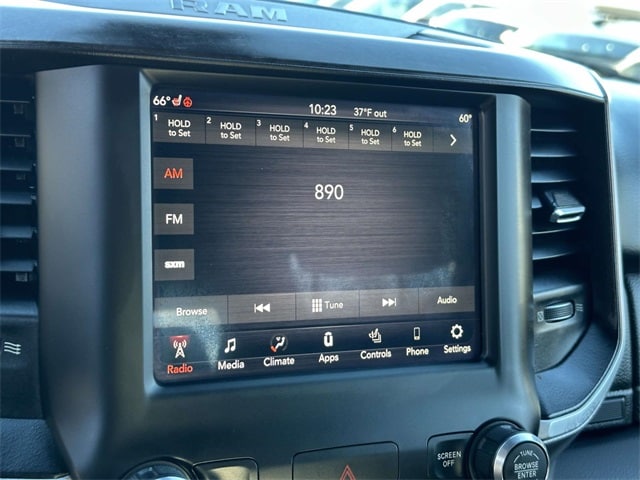 RAM
66° 10:23 37°F out 60°
1 HOLD to Set 2 HOLD to Set 3 HOLD to Set 4 HOLD to Set 5 HOLD to Set 6 HOLD to Set
AM
890
FM
sxm
Browse Tune Audio
Radio Media Climate Apps Controls Phone Settings
SCREEN OFF
TUNE
BROWSE
ENTER